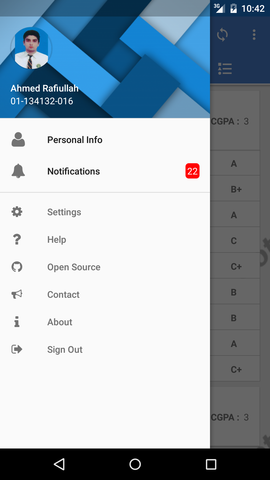 3G 10:42
Ahmed Rafiullah
01-134132-016
Personal Info
Notifications 22
Settings
Help
Open Source
Contact
About
Sign Out
CGPA : 3
A
B+
A
C
C+
B
B
A
C+
CGPA : 3